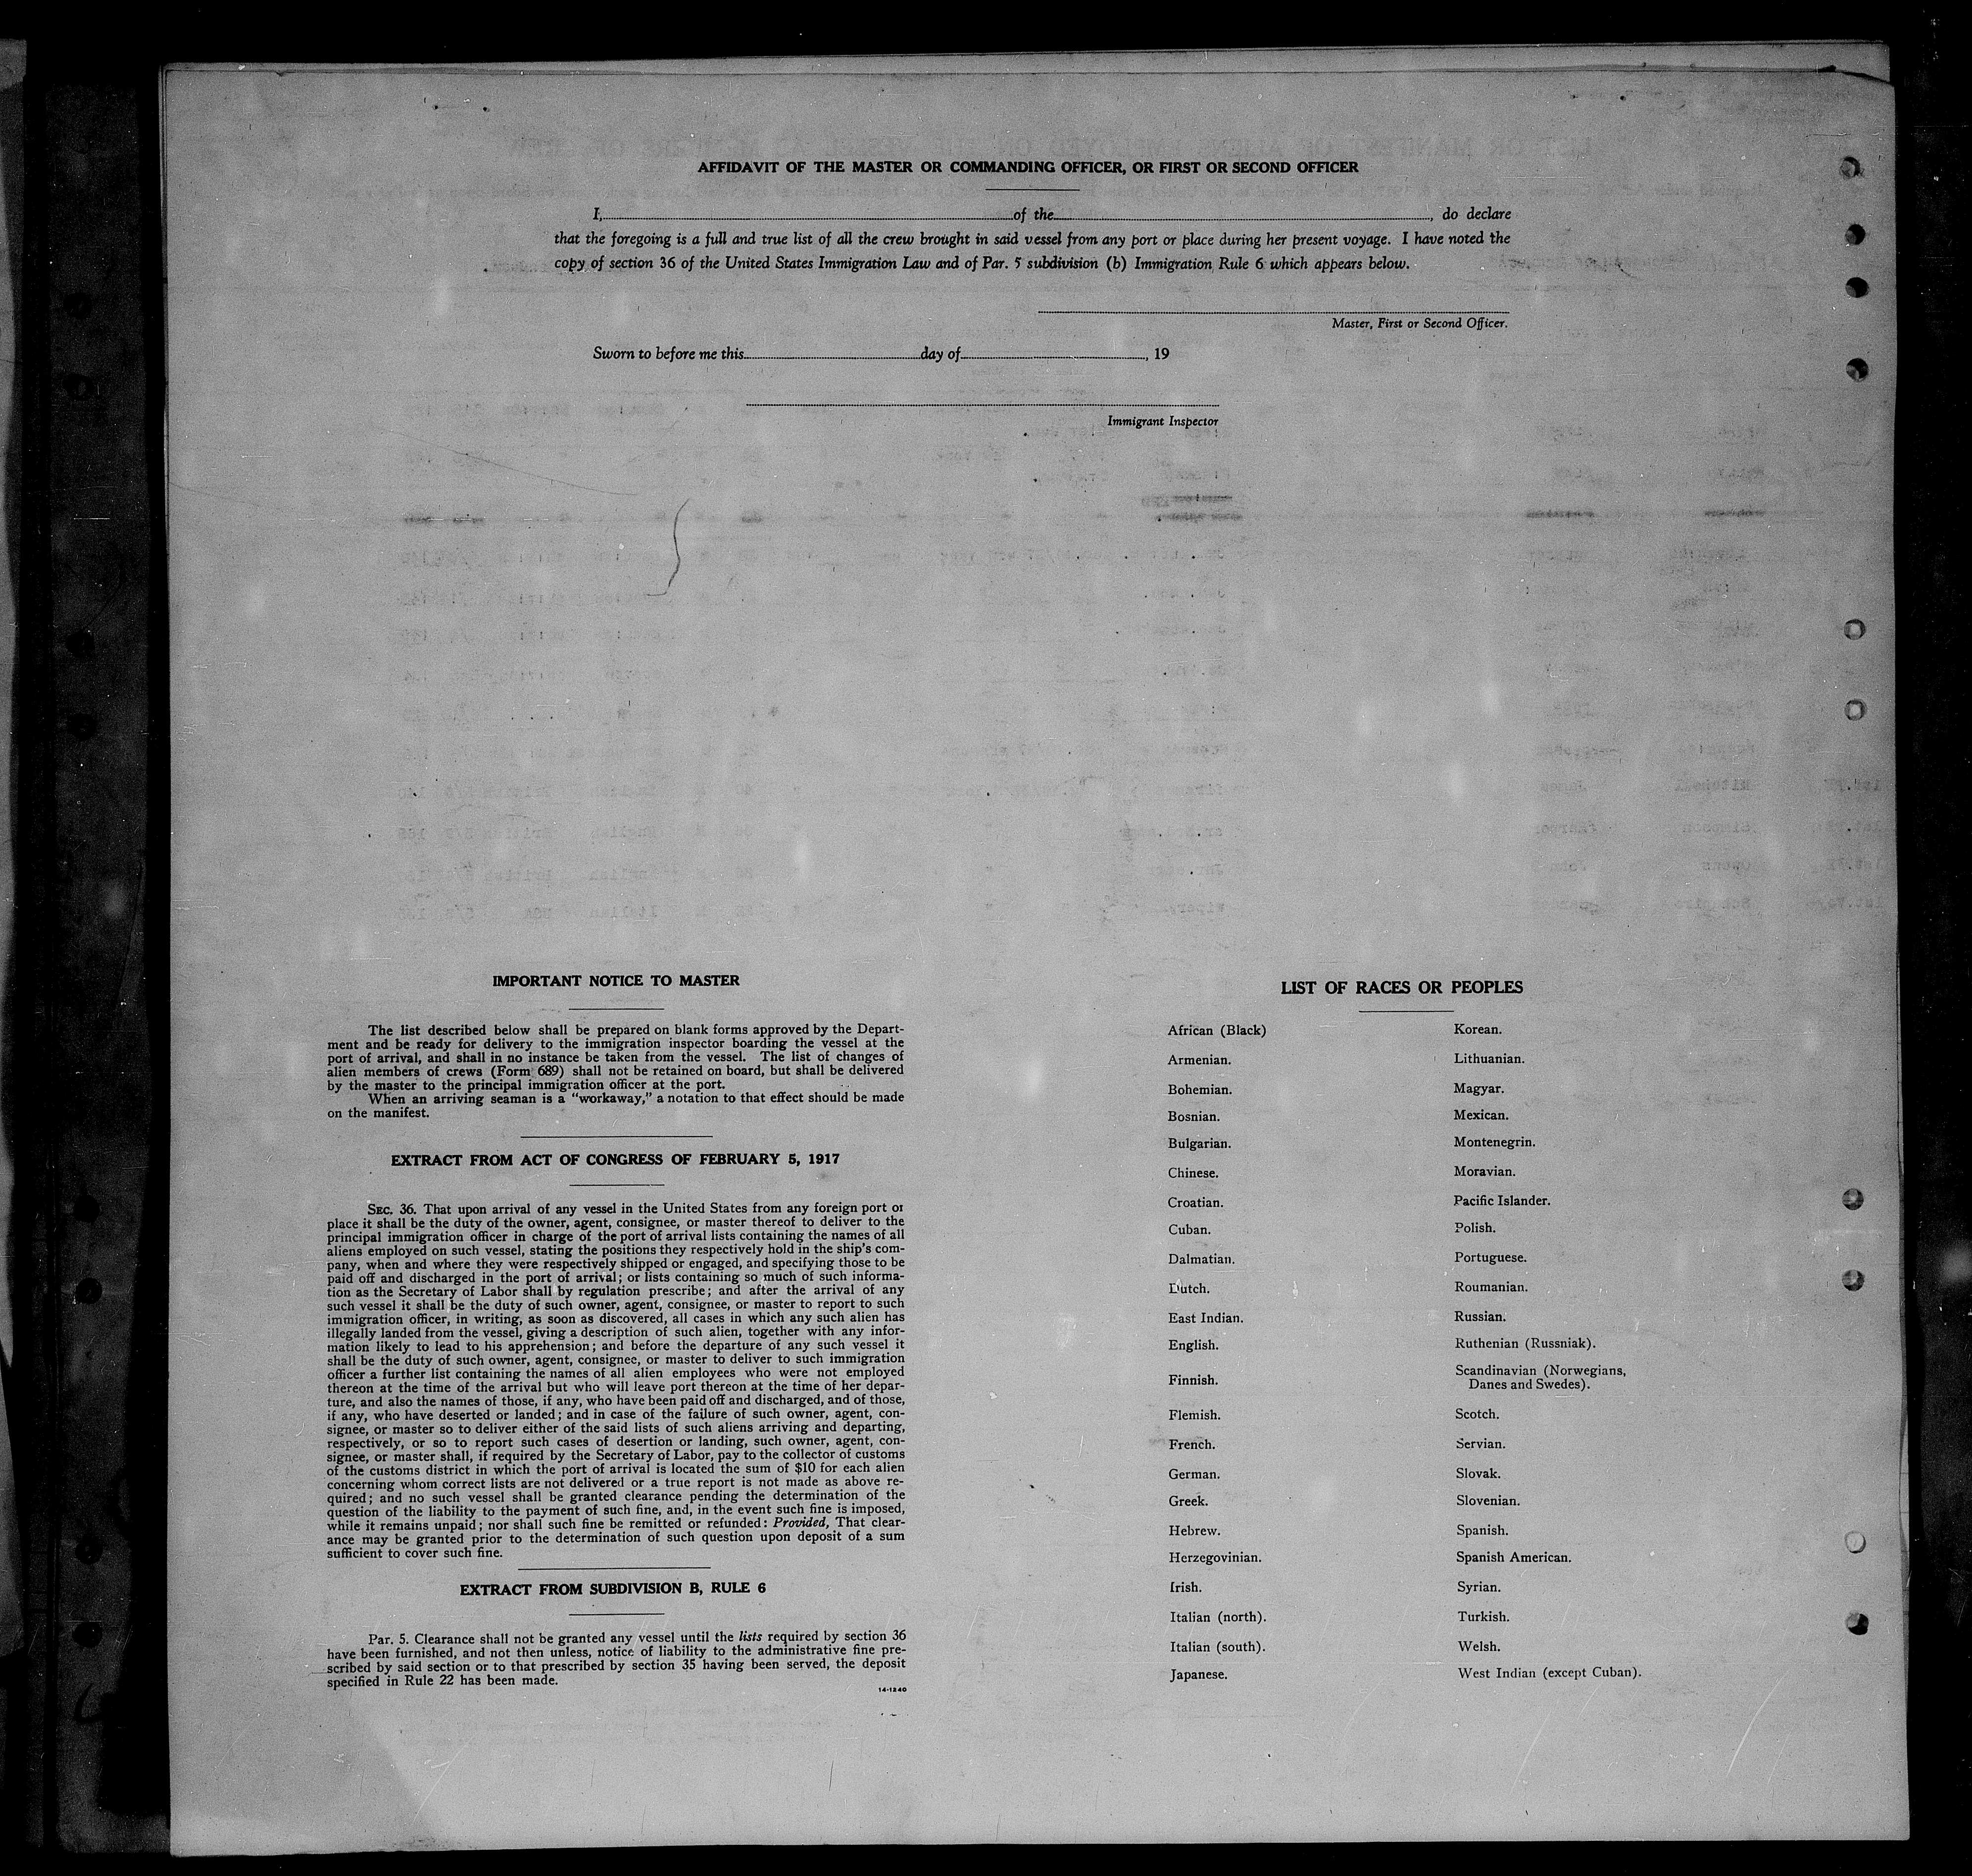 AFFIDAVIT OF THE MASTER OR COMMANDING OFFICER, OR FIRST OR SECOND OFFICER
I, of the , do declare
that the foregoing is a full and true list of all the crew brought in said vessel from any port or place during her present voyage. I have noted the
copy of section 36 of the United States Immigration Law and of Par. 5 subdivision (b) Immigration Rule 6 which appears below.
Master, First or Second Officer.
Sworn to before me this day of , 19
Immigrant Inspector
IMPORTANT NOTICE TO MASTER
The list described below shall be prepared on blank forms approved by the Depart-
ment and be ready for delivery to the immigration inspector boarding the vessel at the
port of arrival, and shall in no instance be taken from the vessel. The list of changes of
alien members of crews (Form 689) shall not be retained on board, but shall be delivered
by the master to the principal immigration officer at the port.
When an arriving seaman is a "workaway," a notation to that effect should be made
on the manifest.
EXTRACT FROM ACT OF CONGRESS OF FEBRUARY 5, 1917
SEC. 36. That upon arrival of any vessel in the United States from any foreign port or
place it shall be the duty of the owner, agent, consignee, or master thereof to deliver to the
principal immigration officer in charge of the port of arrival lists containing the names of all
aliens employed on such vessel, stating the positions they respectively hold in the ship's com-
pany, when and where they were respectively shipped or engaged, and specifying those to be
paid off and discharged in the port of arrival; or lists containing so much of such informa-
tion as the Secretary of Labor shall by regulation prescribe; and after the arrival of any
such vessel it shall be the duty of such owner, agent, consignee, or master to report to such
immigration officer, in writing, as soon as discovered, all cases in which any such alien has
illegally landed from the vessel, giving a description of such alien, together with any infor-
mation likely to lead to his apprehension; and before the departure of any such vessel it
shall be the duty of such owner, agent, consignee, or master to deliver to such immigration
officer a further list containing the names of all alien employees who were not employed
thereon at the time of the arrival but who will leave port thereon at the time of her depar-
ture, and also the names of those, if any, who have been paid off and discharged, and of those,
if any, who have deserted or landed; and in case of the failure of such owner, agent, con-
signee, or master so to deliver either of the said lists of such aliens arriving and departing,
respectively, or so to report such cases of desertion or landing, such owner, agent, con-
signee, or master shall, if required by the Secretary of Labor, pay to the collector of customs
of the customs district in which the port of arrival is located the sum of $10 for each alien
concerning whom correct lists are not delivered or a true report is not made as above re-
quired; and no such vessel shall be granted clearance pending the determination of the
question of the liability to the payment of such fine, and, in the event such fine is imposed,
while it remains unpaid; nor shall such fine be remitted or refunded: Provided, That clear-
ance may be granted prior to the determination of such question upon deposit of a sum
sufficient to cover such fine.
EXTRACT FROM SUBDIVISION B, RULE 6
Par. 5. Clearance shall not be granted any vessel until the lists required by section 36
have been furnished, and not then unless, notice of liability to the administrative fine pre-
scribed by said section or to that prescribed by section 35 having been served, the deposit
specified in Rule 22 has been made.
14-1240
LIST OF RACES OR PEOPLES
African (Black)
Armenian.
Bohemian.
Bosnian.
Bulgarian.
Chinese.
Croatian.
Cuban.
Dalmatian.
Dutch.
East Indian.
English.
Finnish.
Flemish.
French.
German.
Greek.
Hebrew.
Herzegovinian.
Irish.
Italian (north).
Italian (south).
Japanese.
Korean.
Lithuanian.
Magyar.
Mexican.
Montenegrin.
Moravian.
Pacific Islander.
Polish.
Portuguese.
Roumanian.
Russian.
Ruthenian (Russniak).
Scandinavian (Norwegians,
Danes and Swedes).
Scotch.
Servian.
Slovak.
Slovenian.
Spanish.
Spanish American.
Syrian.
Turkish.
Welsh.
West Indian (except Cuban).